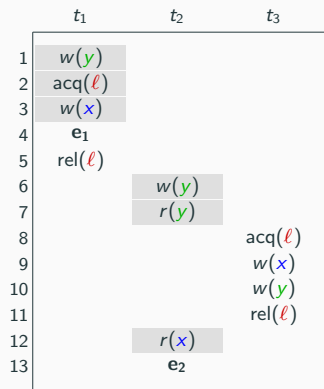 t₁ t₂ t₃
1 w(y)
2 acq(ℓ)
3 w(x)
4 e₁
5 rel(ℓ)
6 w(y)
7 r(y)
8 acq(ℓ)
9 w(x)
10 w(y)
11 rel(ℓ)
12 r(x)
13 e₂